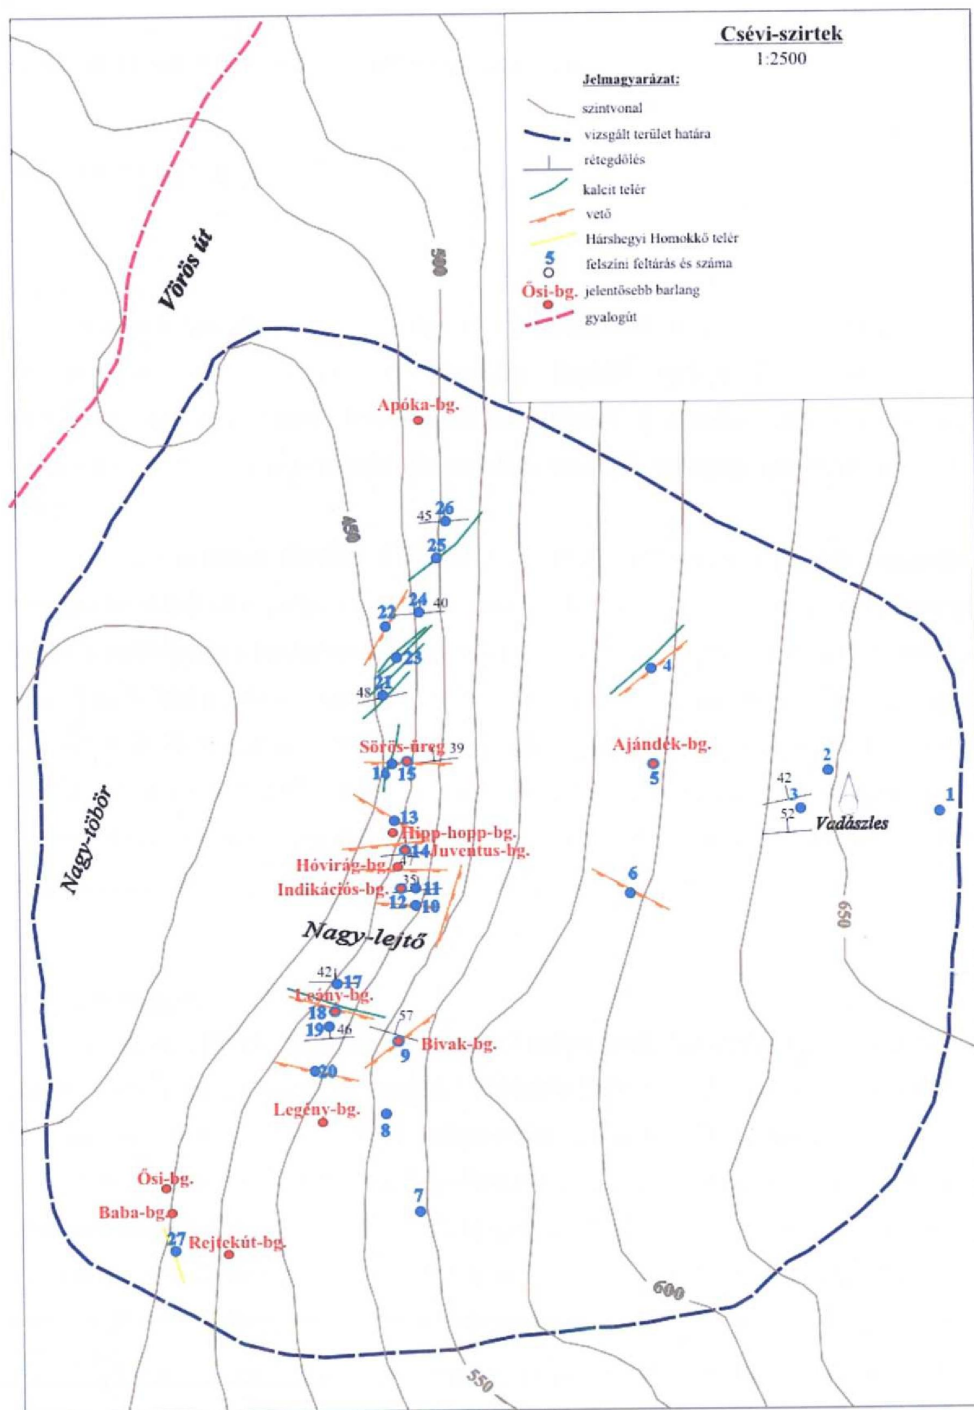 Csévi-szirtek
1:2500
Jelmagyarázat:
szintvonal
vizsgált terület határa
rétegdőlés
kalcit telér
vető
Hárshegyi Homokkő telér
5
felszíni feltárás és száma
Ősi-bg.
jelentősebb barlang
gyalogút
Vörös út
500
Apóka-bg.
450
45
26
25
24
40
22
23
21
48
Sörös-üreg
39
16
15
4
Ajándék-bg.
5
2
42
3
1
52
Vadászles
13
Hipp-hopp-bg.
14
Juventus-bg.
47
Hóvirág-bg.
35
Indikációs-bg.
11
12
10
6
650
Nagy-töbör
Nagy-lejtő
42
17
Leány-bg.
18
19
46
57
9
Bivak-bg.
20
Legény-bg.
8
Ősi-bg.
Baba-bg.
7
27
Rejtekút-bg.
600
550